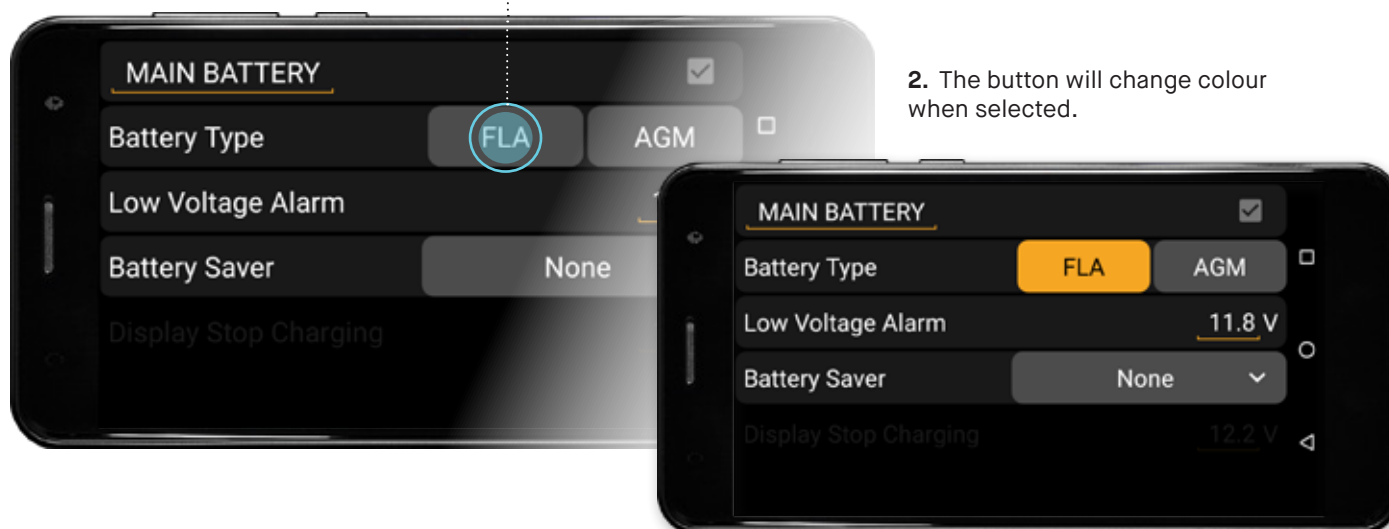 MAIN BATTERY
Battery Type FLA AGM
Low Voltage Alarm
Battery Saver None
Display Stop Charging
2. The button will change colour
when selected.
MAIN BATTERY
Battery Type FLA AGM
Low Voltage Alarm 11.8 V
Battery Saver None
Display Stop Charging 12.2 V